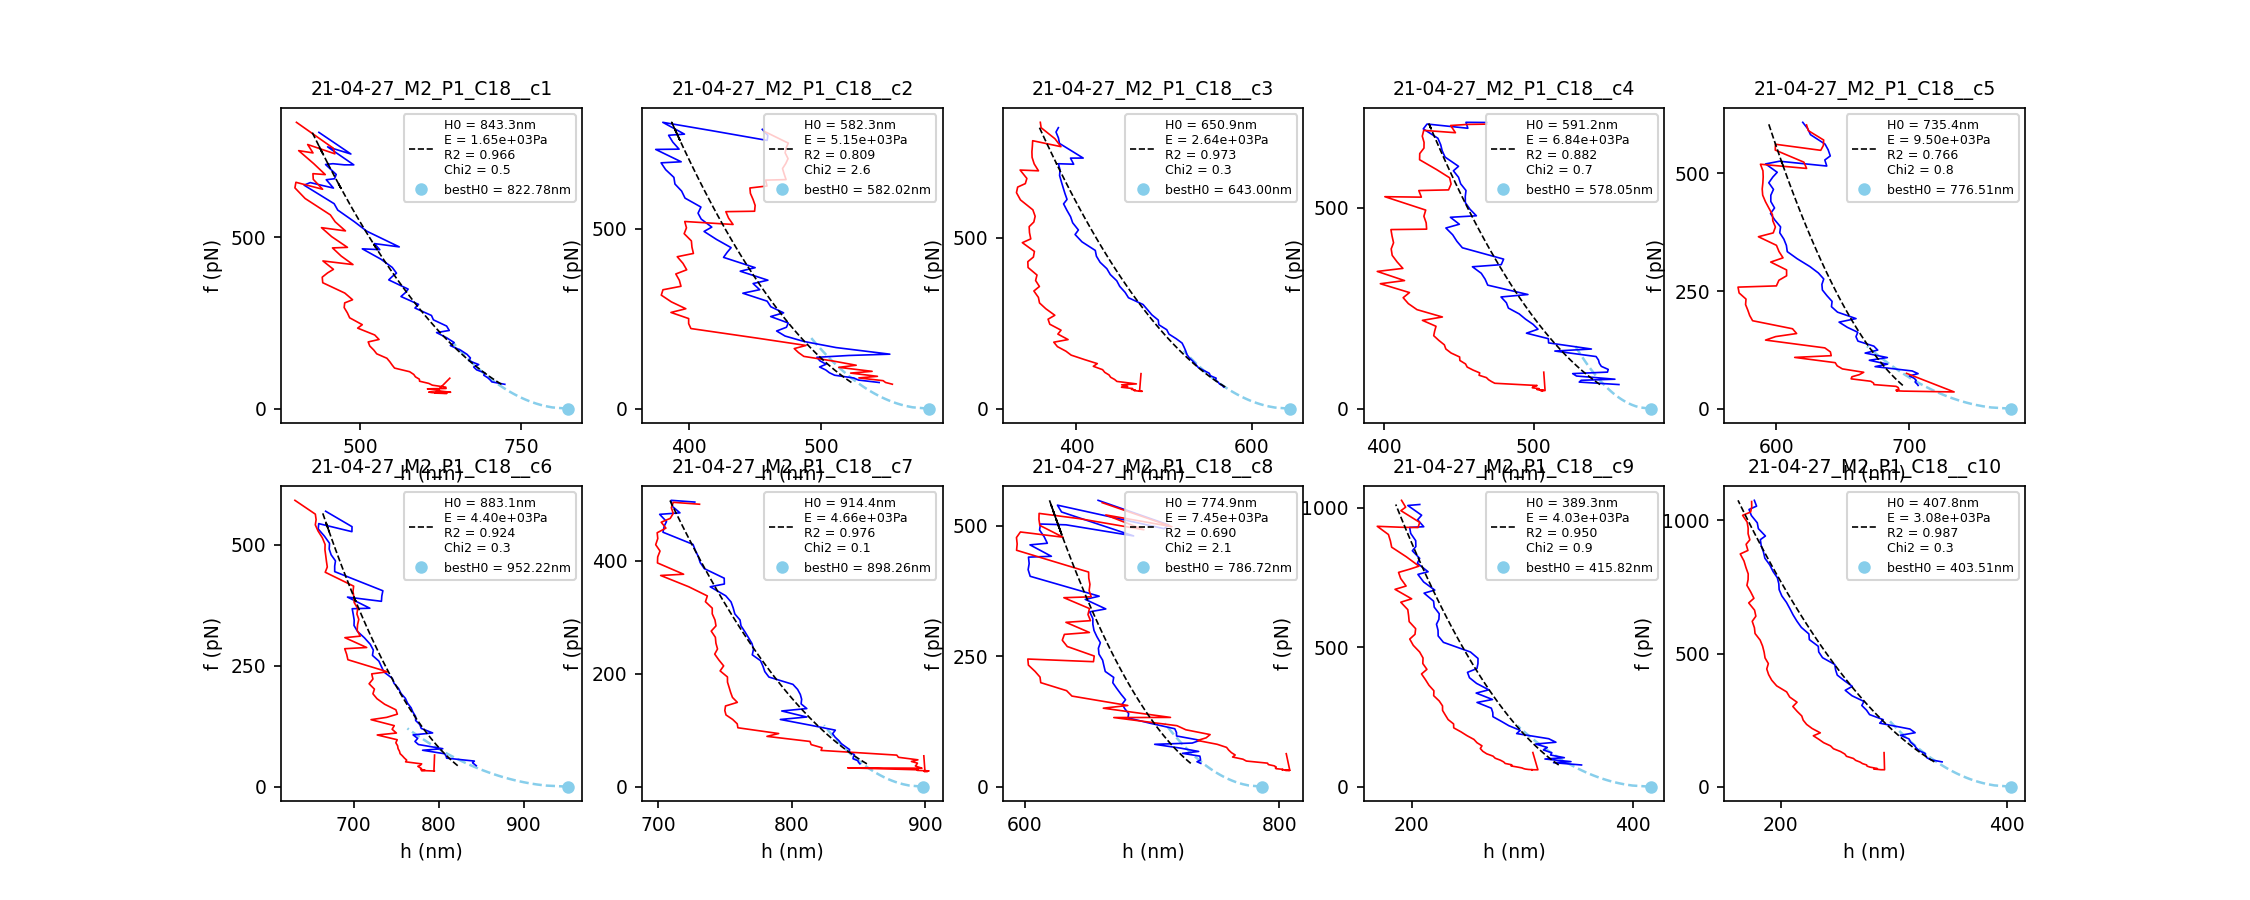 21-04-27_M2_P1_C18__c1
H0 = 843.3nm
E = 1.65e+03Pa
R2 = 0.966
Chi2 = 0.5
bestH0 = 822.78nm
f (pN)
500
0
500
750
h (nm)
21-04-27_M2_P1_C18__c2
H0 = 582.3nm
E = 5.15e+03Pa
R2 = 0.809
Chi2 = 2.6
bestH0 = 582.02nm
f (pN)
500
0
400
500
h (nm)
21-04-27_M2_P1_C18__c3
H0 = 650.9nm
E = 2.64e+03Pa
R2 = 0.973
Chi2 = 0.3
bestH0 = 643.00nm
f (pN)
500
0
400
600
h (nm)
21-04-27_M2_P1_C18__c4
H0 = 591.2nm
E = 6.84e+03Pa
R2 = 0.882
Chi2 = 0.7
bestH0 = 578.05nm
f (pN)
500
0
400
500
h (nm)
21-04-27_M2_P1_C18__c5
H0 = 735.4nm
E = 9.50e+03Pa
R2 = 0.766
Chi2 = 0.8
bestH0 = 776.51nm
f (pN)
500
250
0
600
700
h (nm)
21-04-27_M2_P1_C18__c6
H0 = 883.1nm
E = 4.40e+03Pa
R2 = 0.924
Chi2 = 0.3
bestH0 = 952.22nm
f (pN)
500
250
0
700
800
900
h (nm)
21-04-27_M2_P1_C18__c7
H0 = 914.4nm
E = 4.66e+03Pa
R2 = 0.976
Chi2 = 0.1
bestH0 = 898.26nm
f (pN)
400
200
0
700
800
900
h (nm)
21-04-27_M2_P1_C18__c8
H0 = 774.9nm
E = 7.45e+03Pa
R2 = 0.690
Chi2 = 2.1
bestH0 = 786.72nm
f (pN)
500
250
0
600
800
h (nm)
21-04-27_M2_P1_C18__c9
H0 = 389.3nm
E = 4.03e+03Pa
R2 = 0.950
Chi2 = 0.9
bestH0 = 415.82nm
f (pN)
1000
500
0
200
400
h (nm)
21-04-27_M2_P1_C18__c10
H0 = 407.8nm
E = 3.08e+03Pa
R2 = 0.987
Chi2 = 0.3
bestH0 = 403.51nm
f (pN)
1000
500
0
200
400
h (nm)